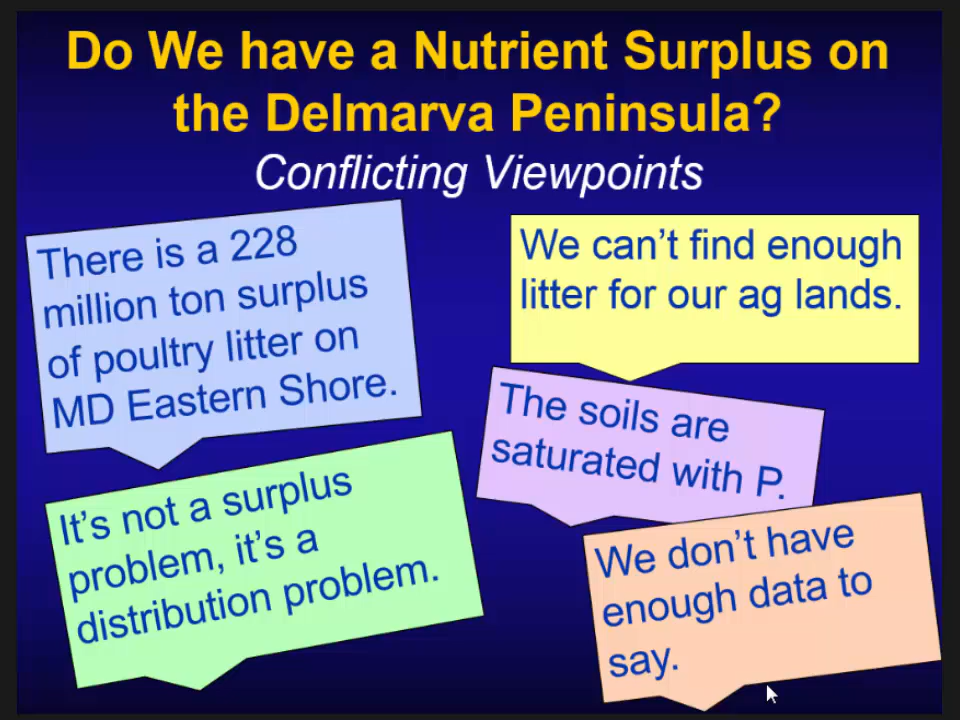 Do We have a Nutrient Surplus on
the Delmarva Peninsula?
Conflicting Viewpoints
There is a 228
million ton surplus
of poultry litter on
MD Eastern Shore.
We can't find enough
litter for our ag lands.
The soils are
saturated with P.
It's not a surplus
problem, it's a
distribution problem.
We don't have
enough data to
say.